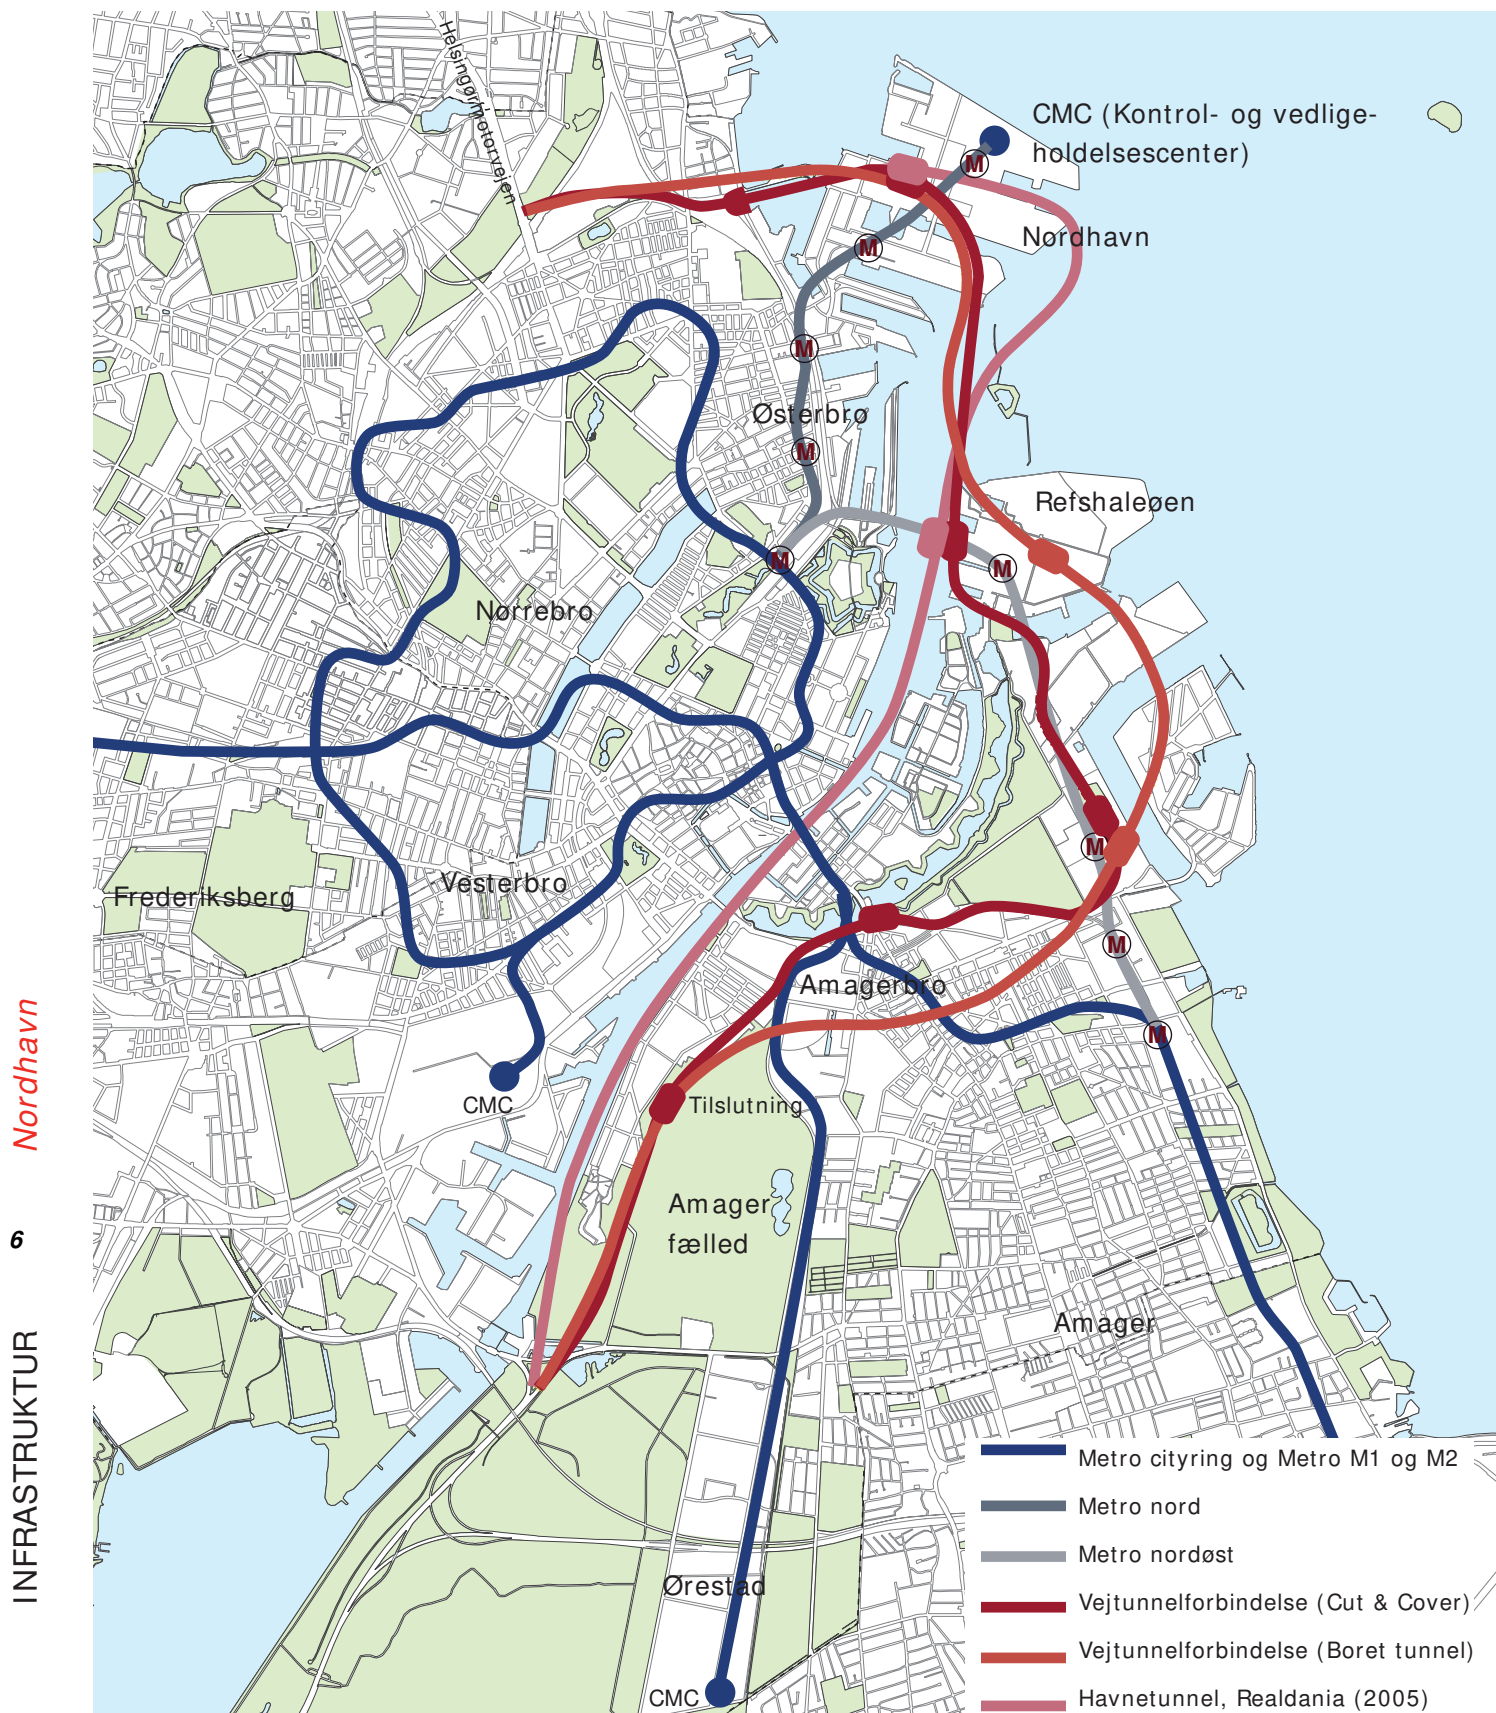 Helsingørmotorvejen
CMC (Kontrol- og vedlige-
holdelsescenter)
M
Nordhavn
M
M
Østerbro
M
Refshaleøen
M
M
Nørrebro
M
Vesterbro
Frederiksberg
M
Amagerbro
M
CMC
Tilslutning
Amager
fælled
Amager
Ørestad
CMC
Metro cityring og Metro M1 og M2
Metro nord
Metro nordøst
Vejtunnelforbindelse (Cut & Cover)
Vejtunnelforbindelse (Boret tunnel)
Havnetunnel, Realdania (2005)
INFRASTRUKTUR
6
Nordhavn